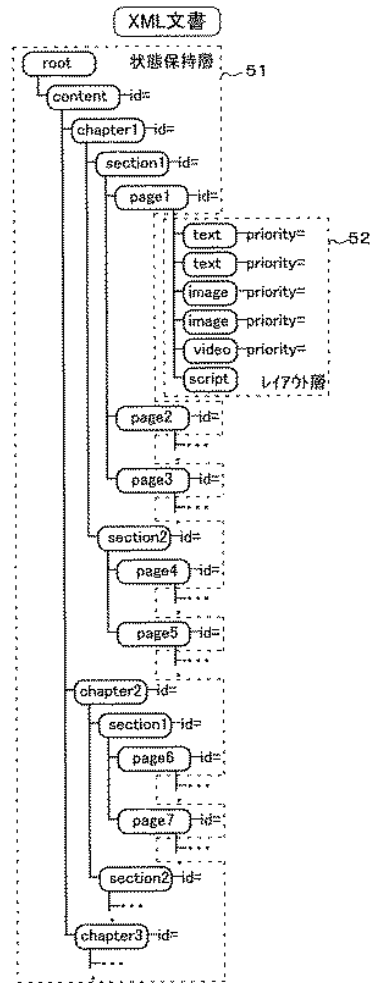 XML文書
root 状態保持層 51
content id=
chapter1 id=
section1 id=
page1 id=
text priority= 52
text priority=
image priority=
image priority=
video priority=
script レイアウト層
page2 id=
page3 id=
section2 id=
page4 id=
page5 id=
chapter2 id=
section1 id=
page6 id=
page7 id=
section2 id=
chapter3 id=